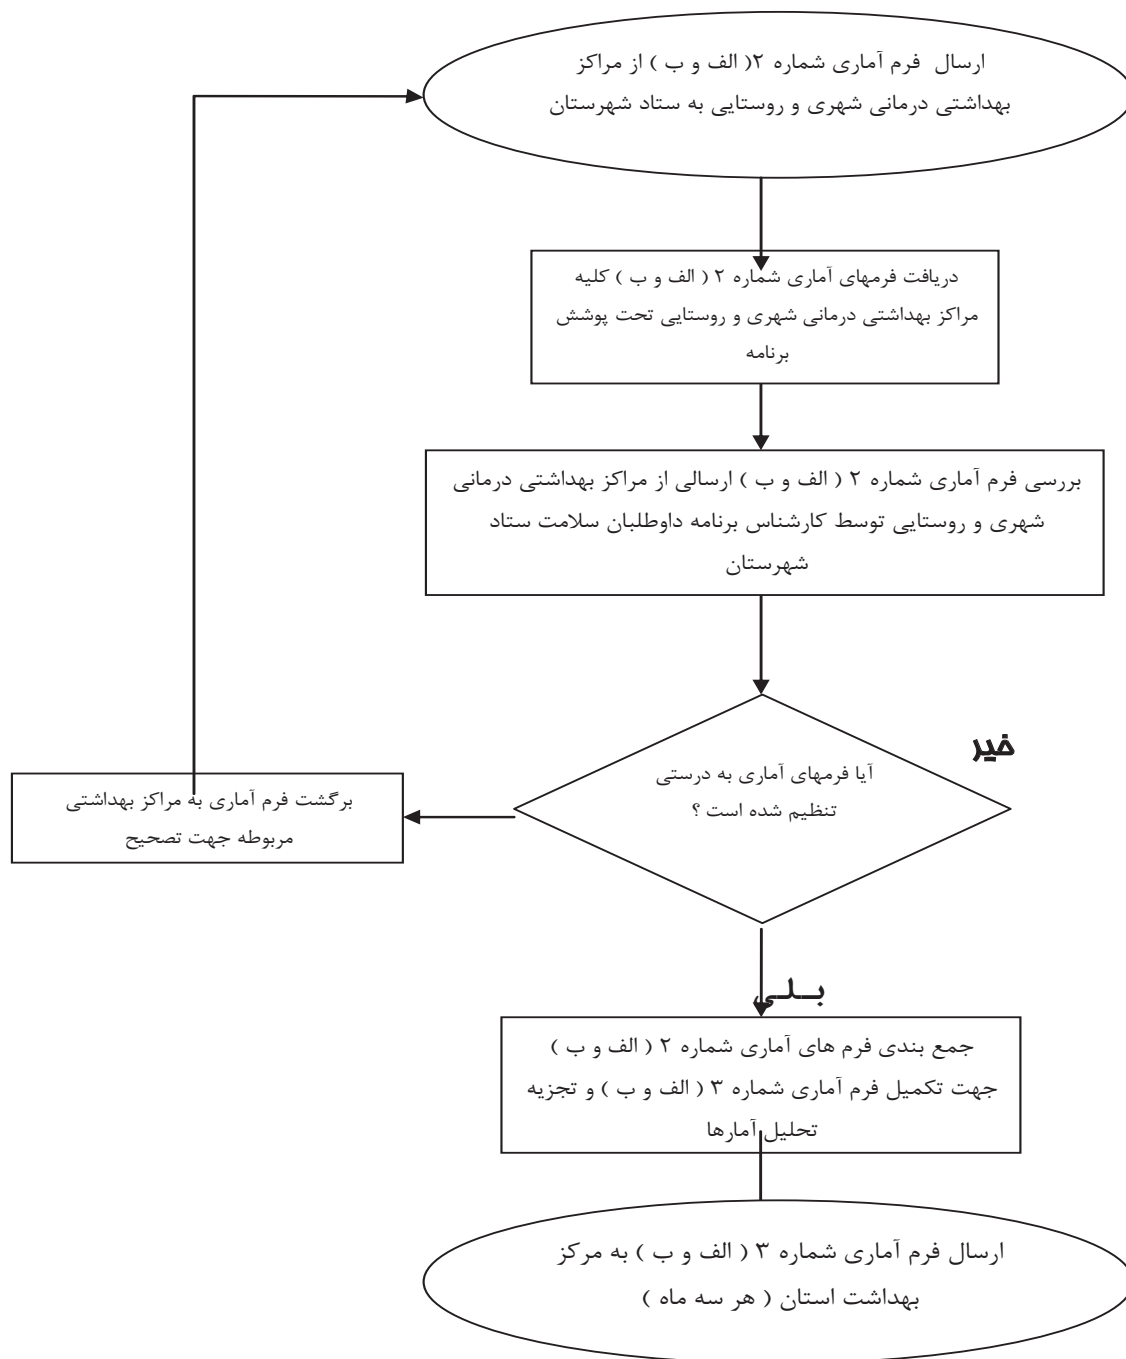 ارسال فرم آماری شماره ۲( الف و ب ) از مراکز
بهداشتی درمانی شهری و روستایی به ستاد شهرستان
دریافت فرمهای آماری شماره ۲ ( الف و ب ) کلیه
مراکز بهداشتی درمانی شهری و روستایی تحت پوشش
برنامه
بررسی فرم آماری شماره ۲ ( الف و ب ) ارسالی از مراکز بهداشتی درمانی
شهری و روستایی توسط کارشناس برنامه داوطلبان سلامت ستاد
شهرستان
خیر
آیا فرمهای آماری به درستی
تنظیم شده است ؟
برگشت فرم آماری به مراکز بهداشتی
مربوطه جهت تصحیح
بلی
جمع بندی فرم های آماری شماره ۲ ( الف و ب )
جهت تکمیل فرم آماری شماره ۳ ( الف و ب ) و تجزیه
تحلیل آمارها
ارسال فرم آماری شماره ۳ ( الف و ب ) به مرکز
بهداشت استان ( هر سه ماه )